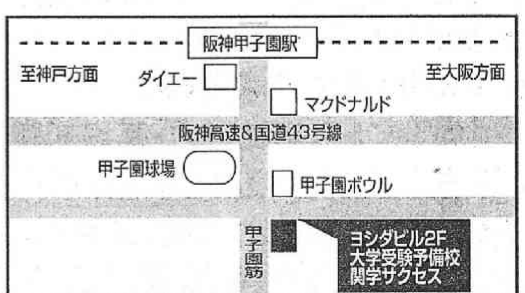 阪神甲子園駅
至神戸方面
ダイエー
至大阪方面
マクドナルド
阪神高速&国道43号線
甲子園球場
甲子園ボウル
甲子園筋
ヨシダビル2F
大学受験予備校
関学サクセス